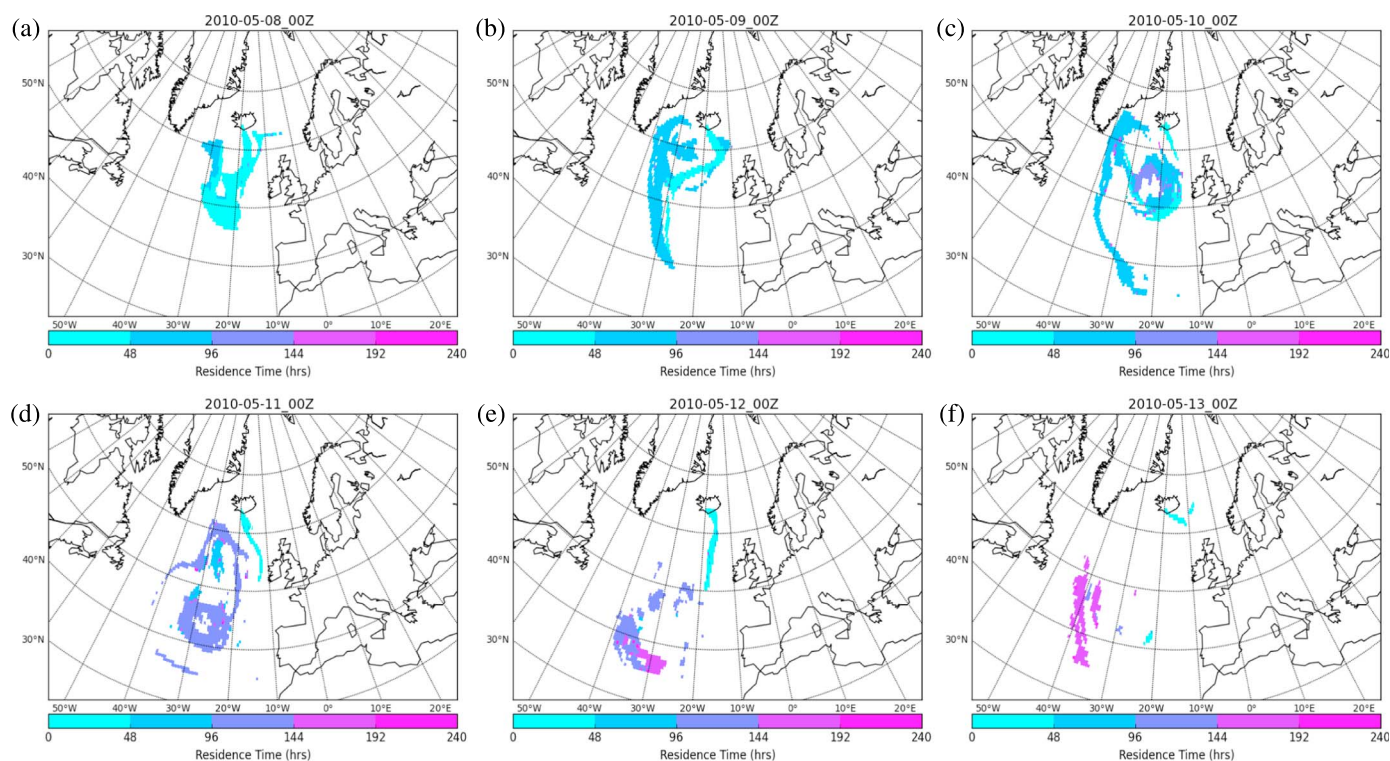 (a) 2010-05-08_00Z
50°N
40°N
30°N
50°W 40°W 30°W 20°W 0° 10°E 20°E
0 48 96 144 192 240
Residence Time (hrs)
(b) 2010-05-09_00Z
50°N
40°N
30°N
50°W 40°W 30°W 20°W 0° 10°E 20°E
0 48 96 144 192 240
Residence Time (hrs)
(c) 2010-05-10_00Z
50°N
40°N
30°N
50°W 40°W 30°W 20°W 0° 10°E 20°E
0 48 96 144 192 240
Residence Time (hrs)
(d) 2010-05-11_00Z
50°N
40°N
30°N
50°W 40°W 30°W 20°W 0° 10°E 20°E
0 48 96 144 192 240
Residence Time (hrs)
(e) 2010-05-12_00Z
50°N
40°N
30°N
50°W 40°W 30°W 20°W 0° 10°E 20°E
0 48 96 144 192 240
Residence Time (hrs)
(f) 2010-05-13_00Z
50°N
40°N
30°N
50°W 40°W 30°W 20°W 0° 10°E 20°E
0 48 96 144 192 240
Residence Time (hrs)